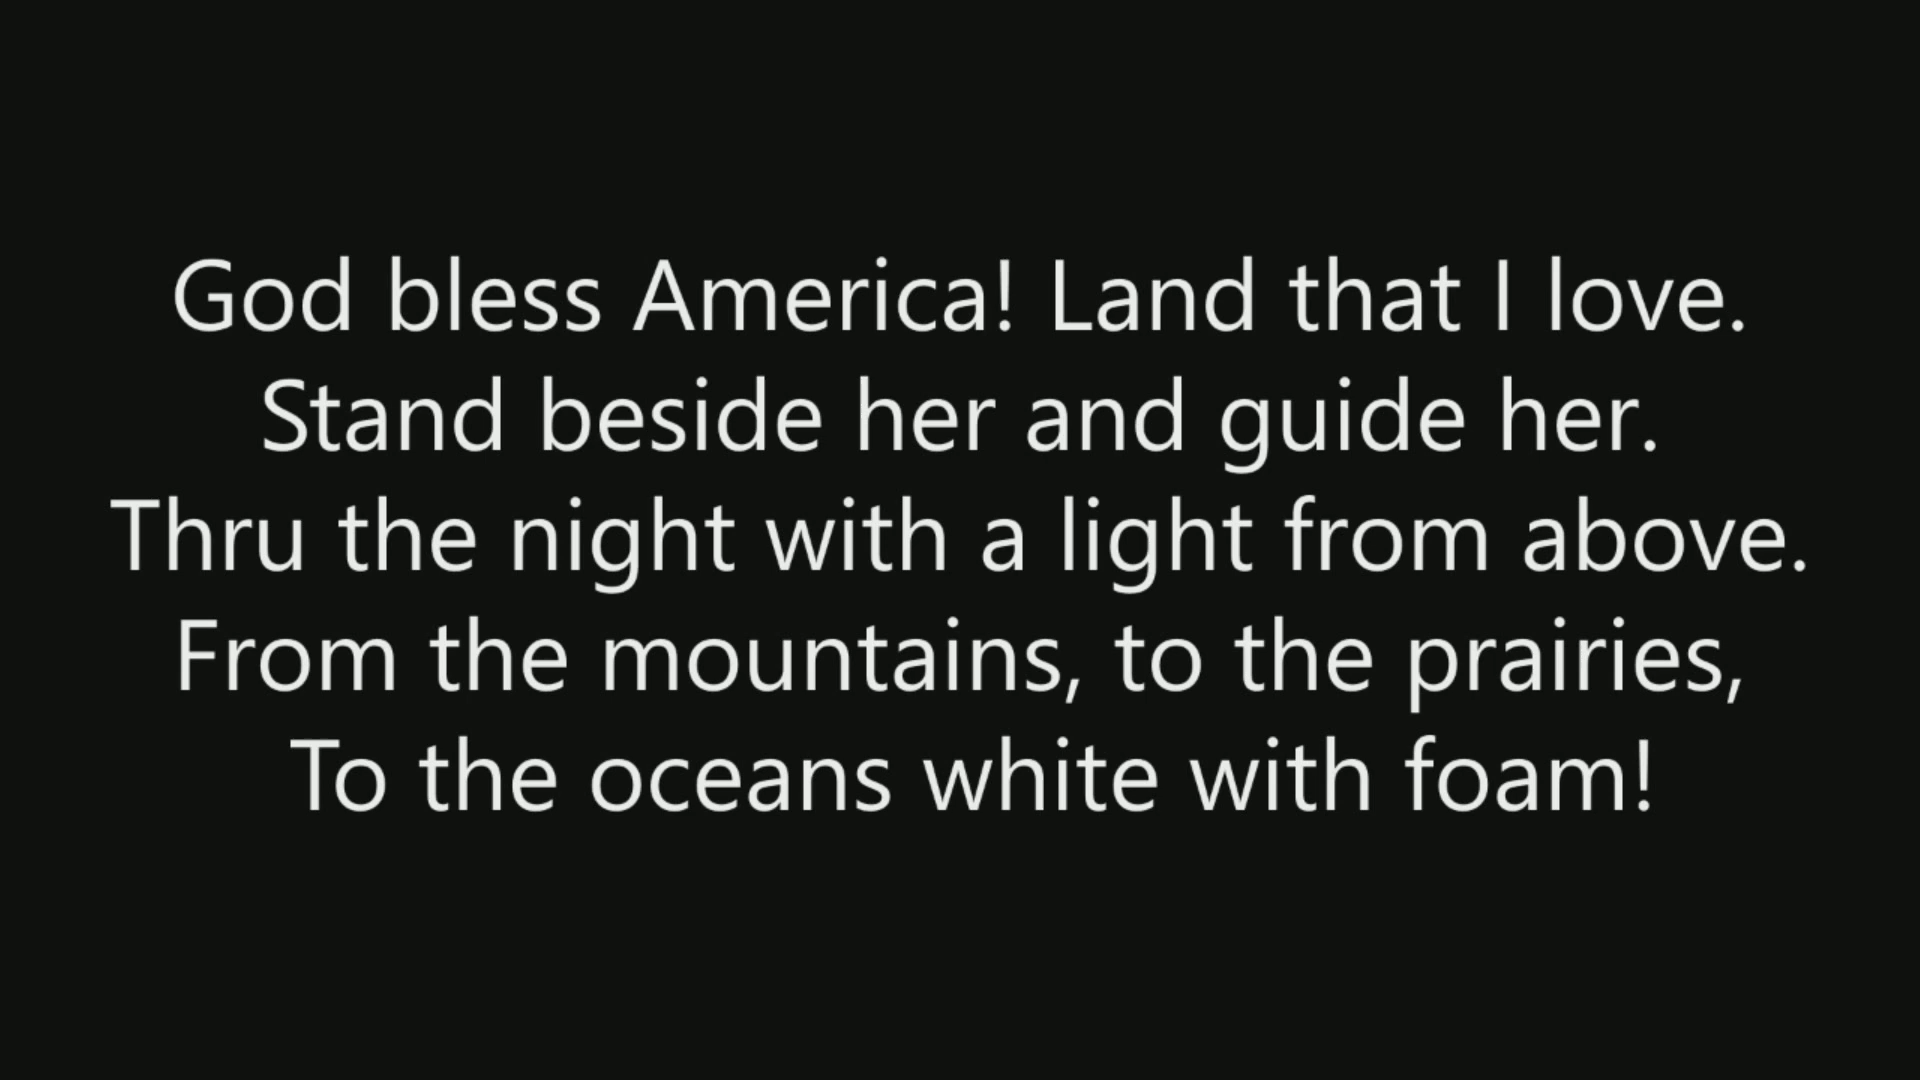 God bless America! Land that I love.
Stand beside her and guide her.
Thru the night with a light from above.
From the mountains, to the prairies,
To the oceans white with foam!